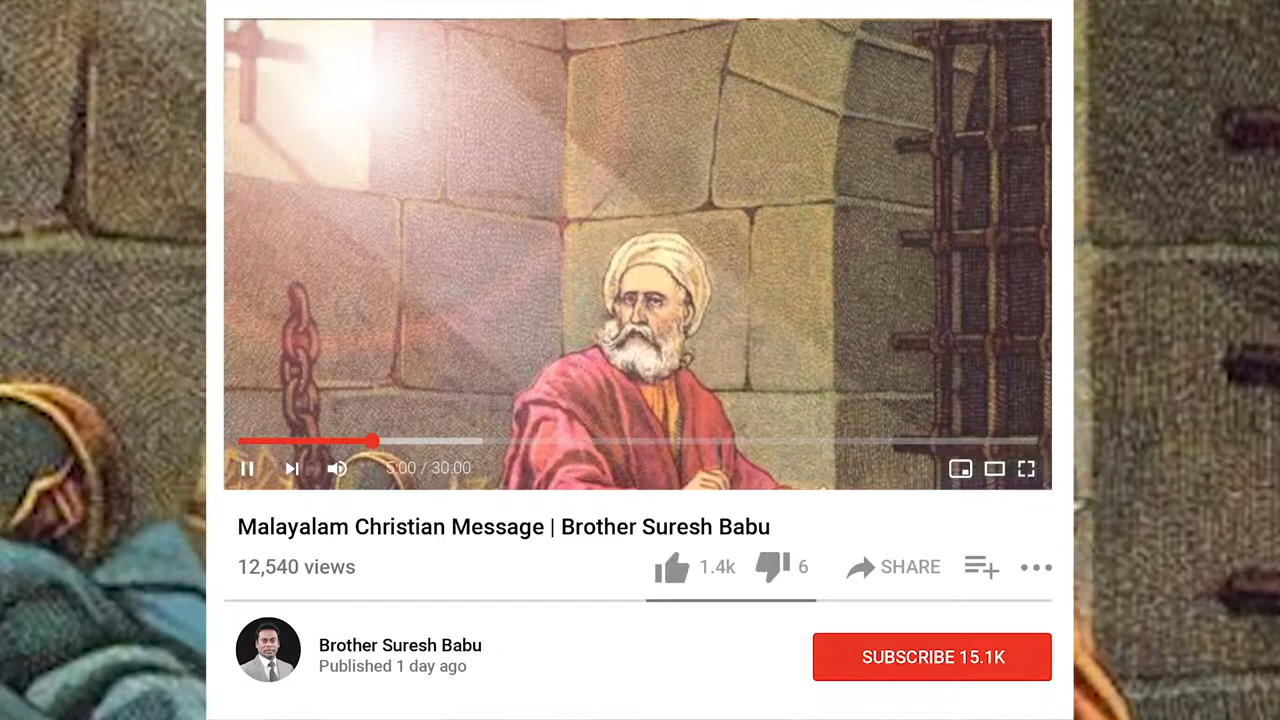 5:00 / 30:00
Malayalam Christian Message | Brother Suresh Babu
12,540 views
1.4k
6
SHARE
Brother Suresh Babu
Published 1 day ago
SUBSCRIBE 15.1K